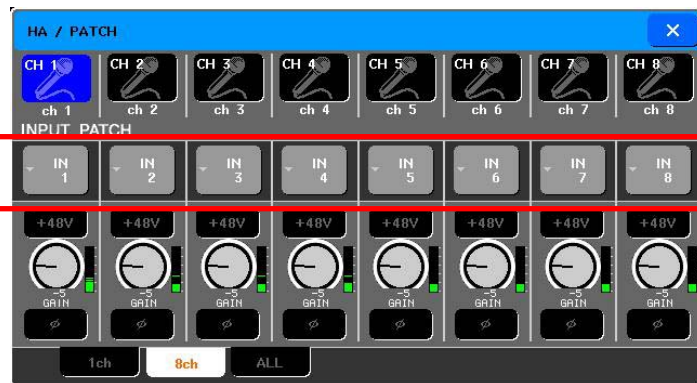 HA / PATCH
CH 1 CH 2 CH 3 CH 4 CH 5 CH 6 CH 7 CH 8
ch 1 ch 2 ch 3 ch 4 ch 5 ch 6 ch 7 ch 8
INPUT PATCH
IN IN IN IN IN IN IN IN
1 2 3 4 5 6 7 8
+48V +48V +48V +48V +48V +48V +48V +48V
-5 -5 -5 -5 -5 -5 -5 -5
GAIN GAIN GAIN GAIN GAIN GAIN GAIN GAIN
ø ø ø ø ø ø ø ø
1ch 8ch ALL